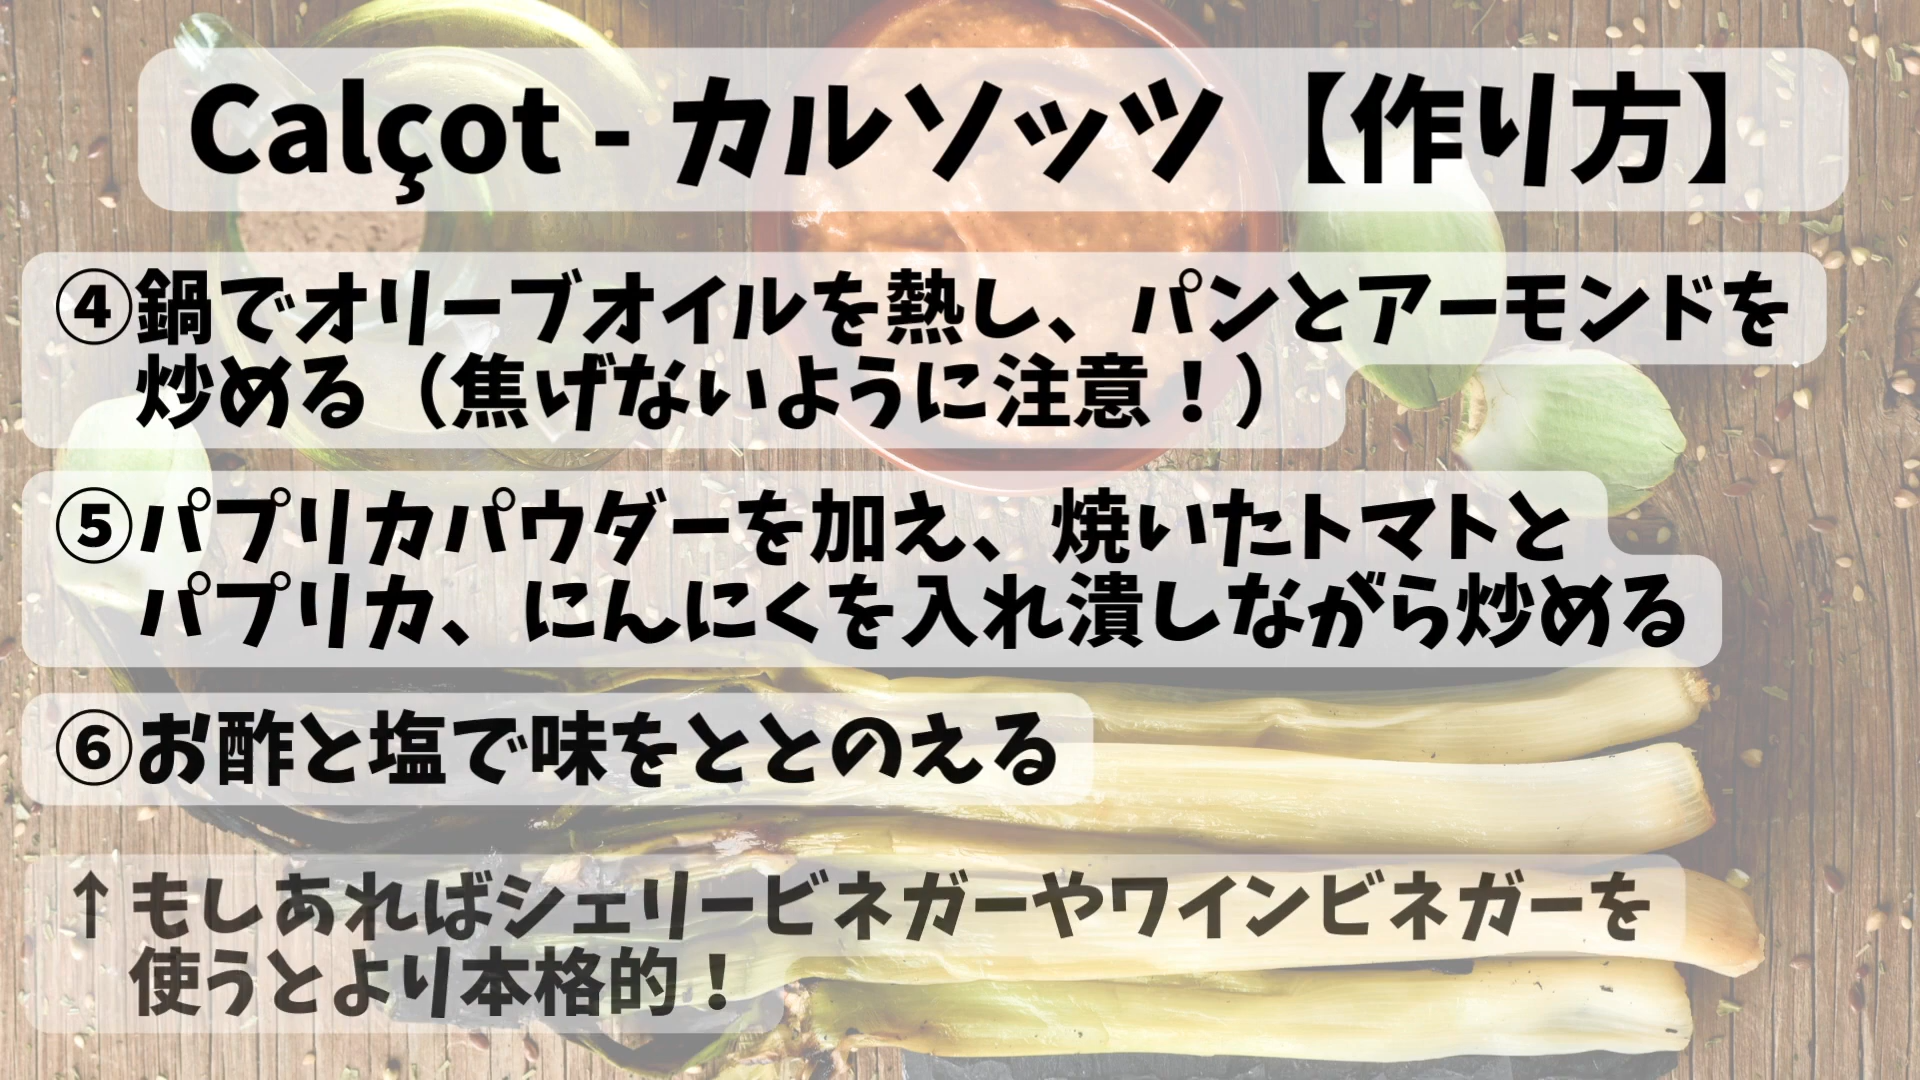 Calçot - カルソッツ【作り方】
④鍋でオリーブオイルを熱し、パンとアーモンドを
炒める（焦げないように注意！）
⑤パプリカパウダーを加え、焼いたトマトと
パプリカ、にんにくを入れ潰しながら炒める
⑥お酢と塩で味をととのえる
↑もしあればシェリービネガーやワインビネガーを
使うとより本格的！